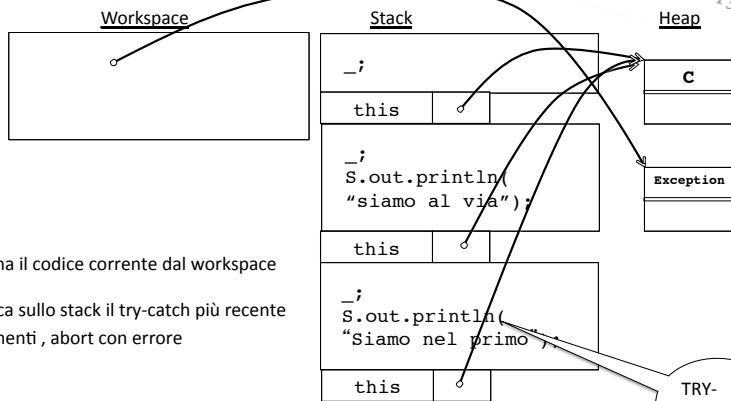 Workspace
Stack
Heap
_;
this
C
_;
S.out.println(
“siamo al via”);
Exception
this
na il codice corrente dal workspace
ca sullo stack il try-catch più recente
menti , abort con errore
_;
S.out.println(
“Siamo nel primo”);
this
TRY-